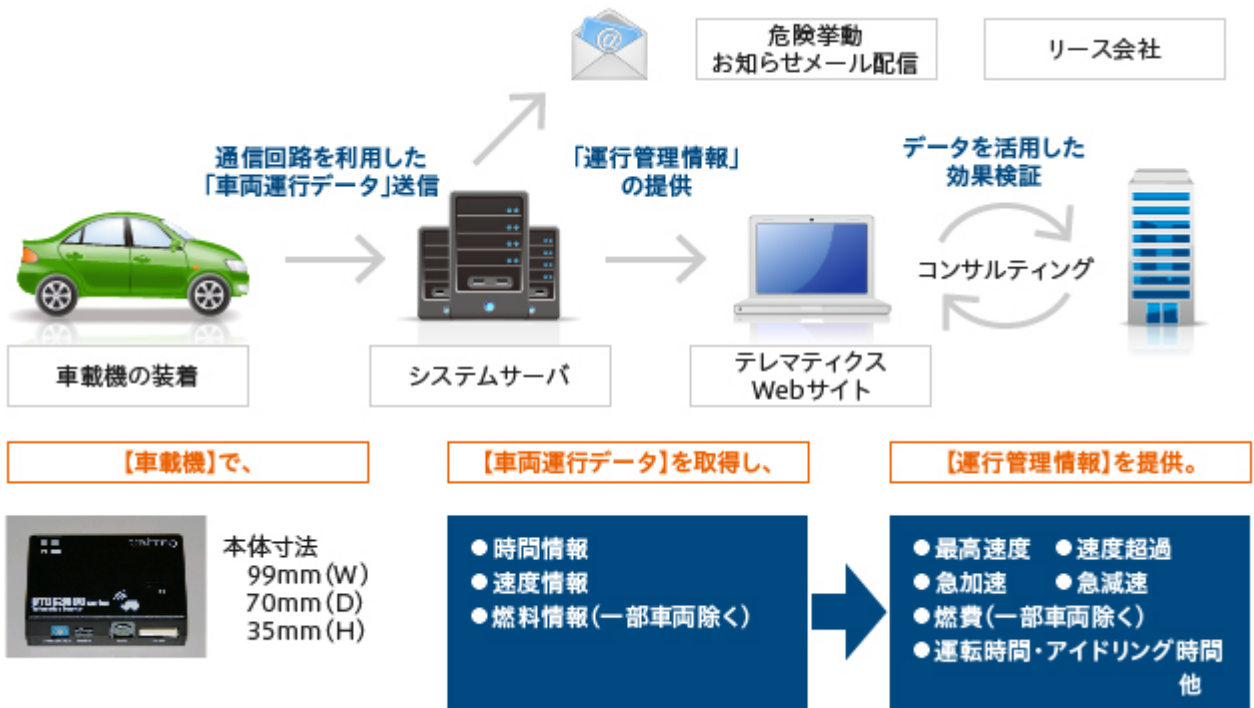 危険挙動
お知らせメール配信
リース会社
通信回路を利用した
「車両運行データ」送信
「運行管理情報」
の提供
データを活用した
効果検証
コンサルティング
車載機の装着
システムサーバ
テレマティクス
Webサイト
【車載機】で、
【車両運行データ】を取得し、
【運行管理情報】を提供。
本体寸法
99mm(W)
70mm(D)
35mm(H)
●時間情報
●速度情報
●燃料情報(一部車両除く)
●最高速度 ●速度超過
●急加速 ●急減速
●燃費(一部車両除く)
●運転時間・アイドリング時間
他